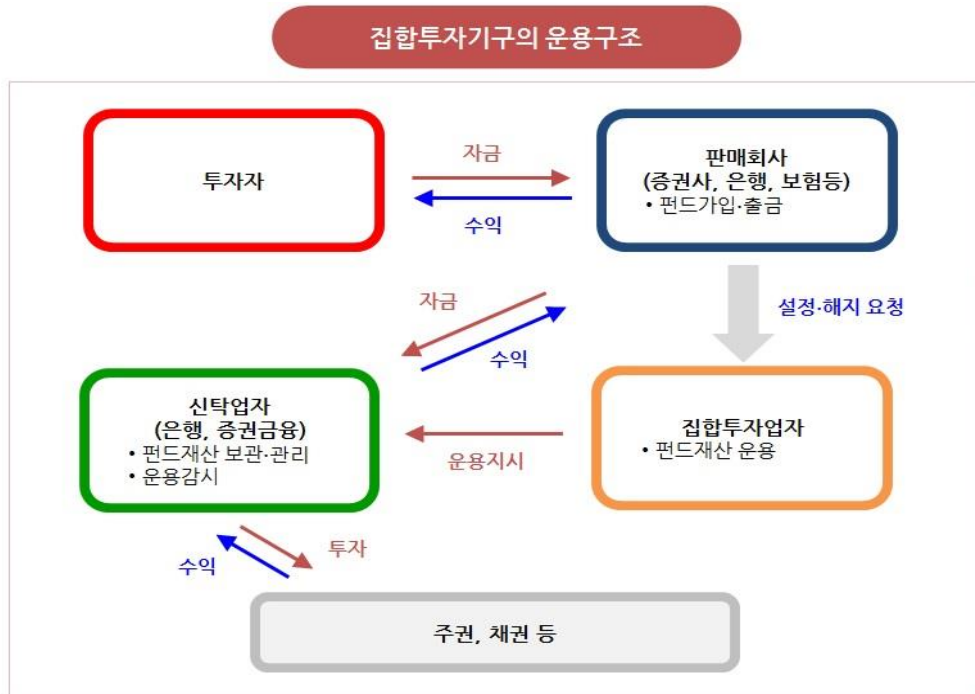 집합투자기구의 운용구조
투자자
자금
수익
판매회사
(증권사, 은행, 보험등)
• 펀드가입·출금
자금
수익
설정·해지 요청
신탁업자
(은행, 증권금융)
• 펀드재산 보관·관리
• 운용감시
운용지시
집합투자업자
• 펀드재산 운용
수익
투자
주권, 채권 등